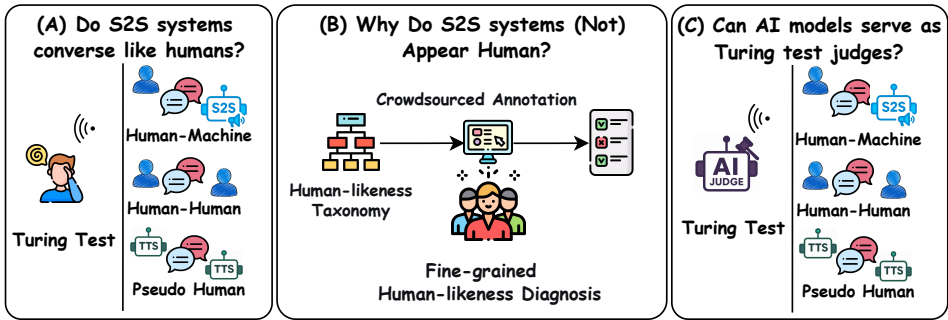 (A) Do S2S systems
converse like humans?
S2S
Human-Machine
Human-Human
Turing Test
TTS
TTS
Pseudo Human
(B) Why Do S2S systems (Not)
Appear Human?
Crowdsourced Annotation
Human-likeness
Taxonomy
Fine-grained
Human-likeness Diagnosis
(C) Can AI models serve as
Turing test judges?
S2S
Human-Machine
AI
JUDGE
Human-Human
Turing Test
TTS
TTS
Pseudo Human